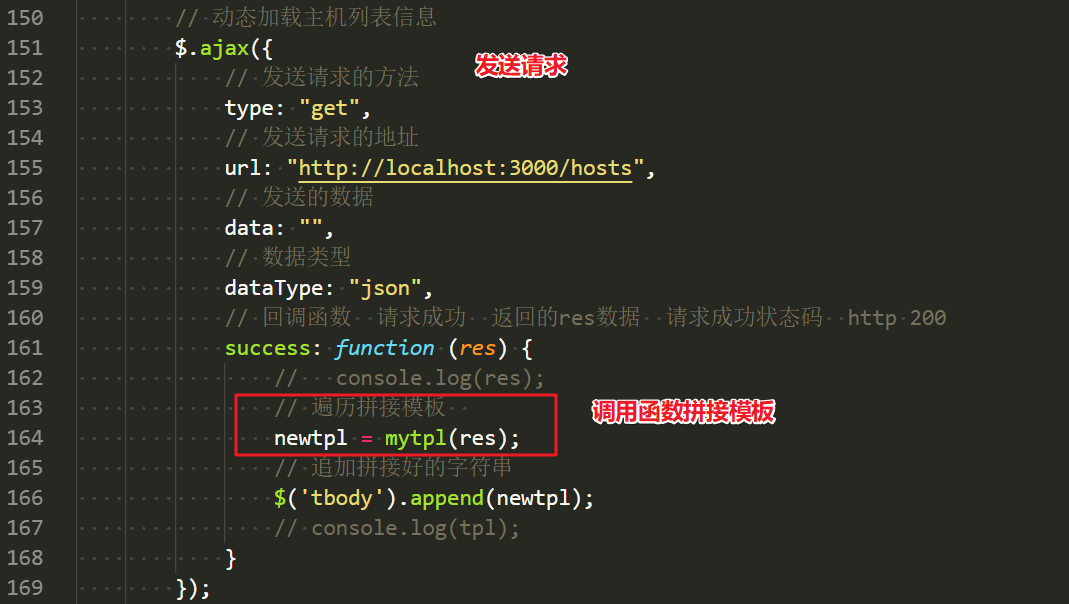 150 // 动态加载主机列表信息
151 $.ajax({
发送请求
152 // 发送请求的方法
153 type: "get",
154 // 发送请求的地址
155 url: "http://localhost:3000/hosts",
156 // 发送的数据
157 data: "",
158 // 数据类型
159 dataType: "json",
160 // 回调函数  请求成功  返回的res数据  请求成功状态码  http 200
161 success: function (res) {
162 //   console.log(res);
163 // 遍历拼接模板
调用函数拼接模板
164 newtpl = mytpl(res);
165 // 追加拼接好的字符串
166 $('tbody').append(newtpl);
167 // console.log(tpl);
168 }
169 });